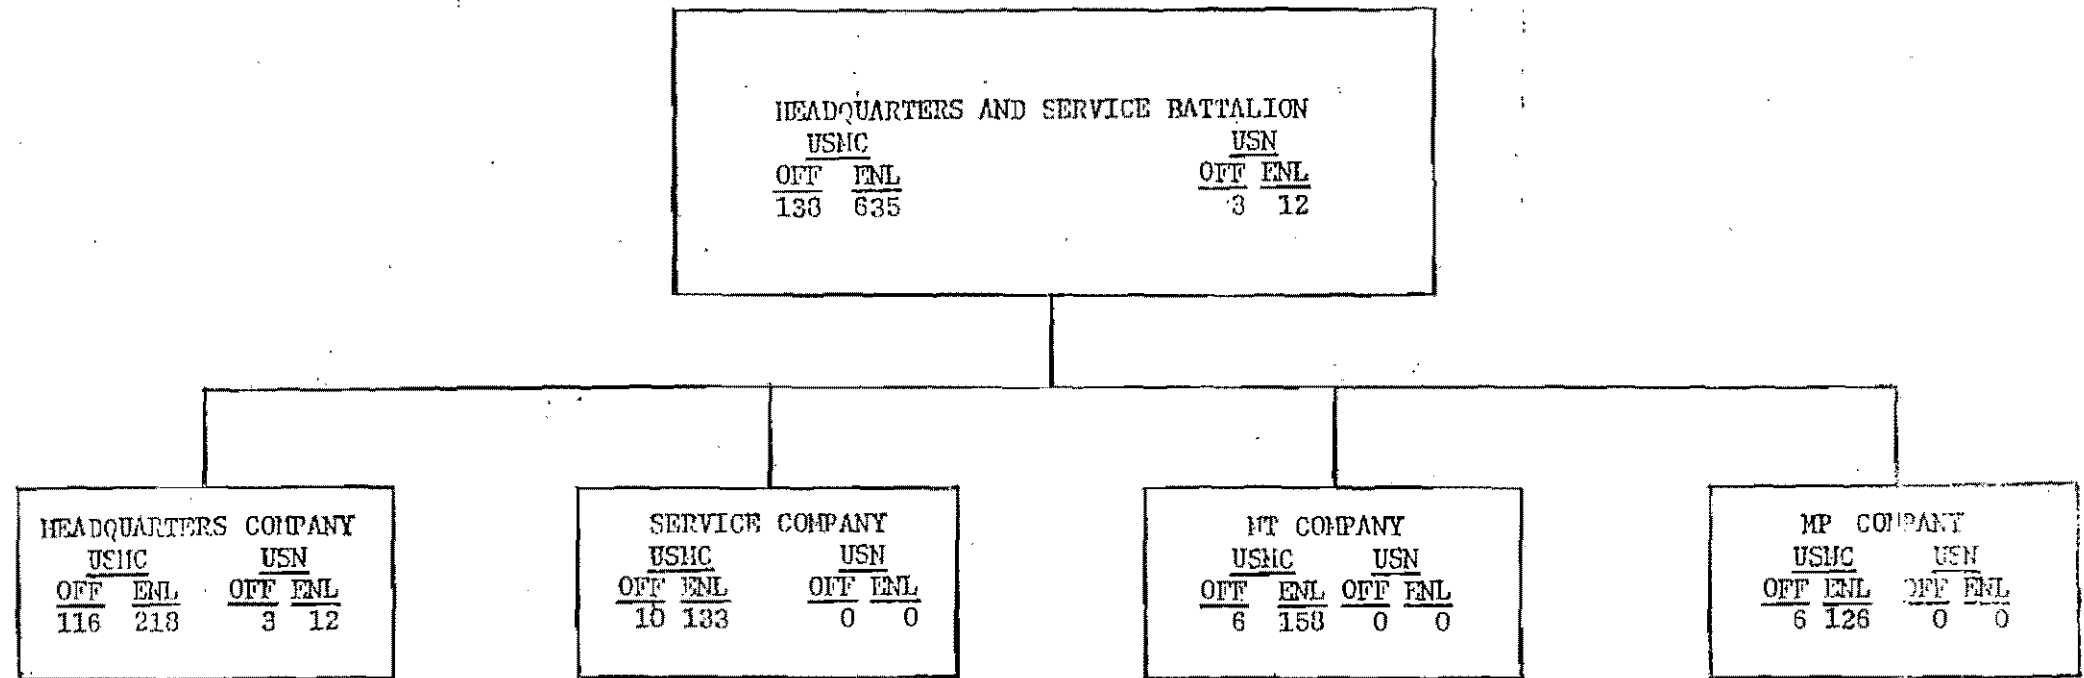 HEADQUARTERS AND SERVICE BATTALION
USMC USN
OFF ENL OFF ENL
138 635 3 12
HEADQUARTERS COMPANY
USMC USN
OFF ENL OFF ENL
116 218 3 12
SERVICE COMPANY
USMC USN
OFF ENL OFF ENL
10 133 0 0
MT COMPANY
USMC USN
OFF ENL OFF ENL
6 158 0 0
MP COMPANY
USMC USN
OFF ENL OFF ENL
6 126 0 0